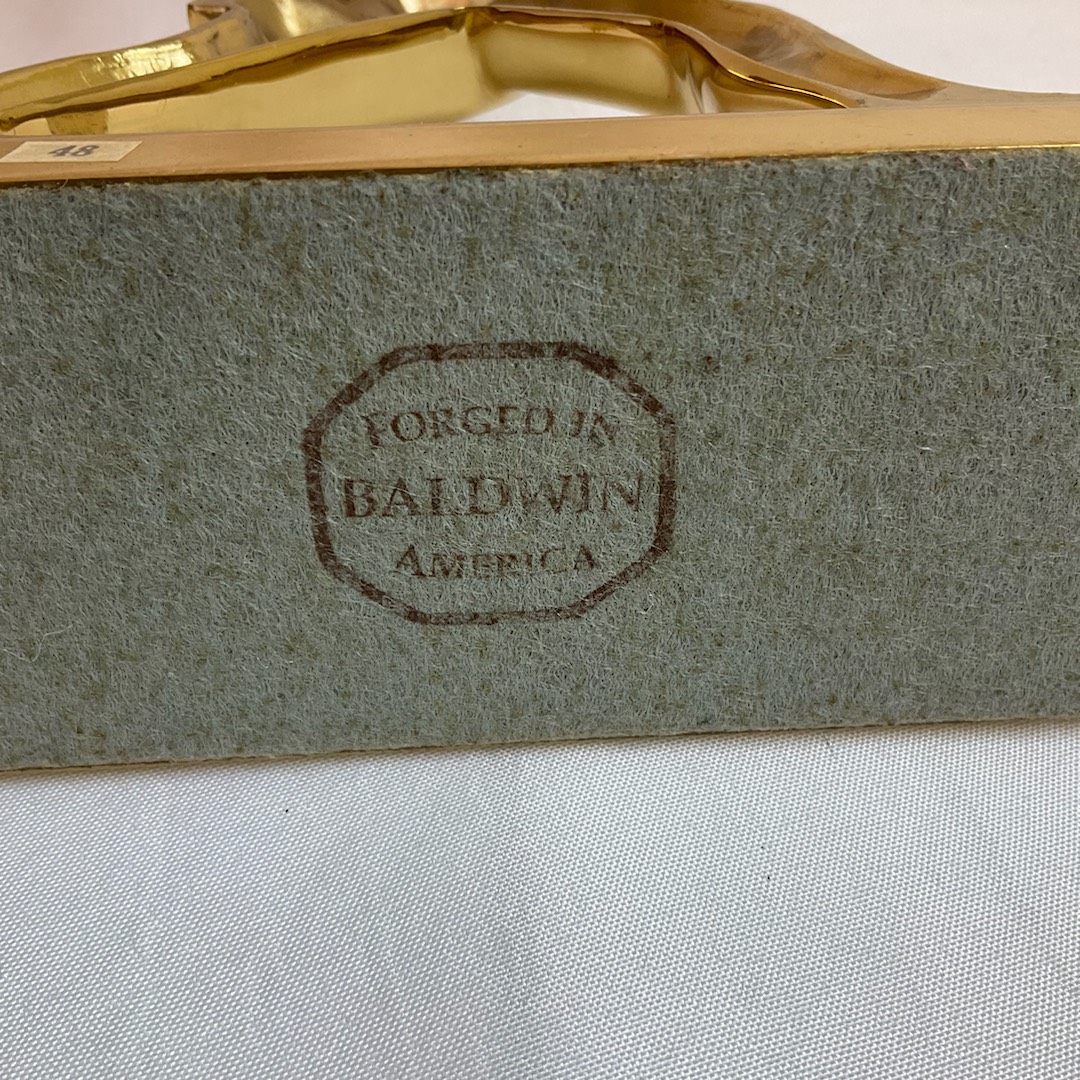 48
FORGED IN
BALDWIN
AMERICA